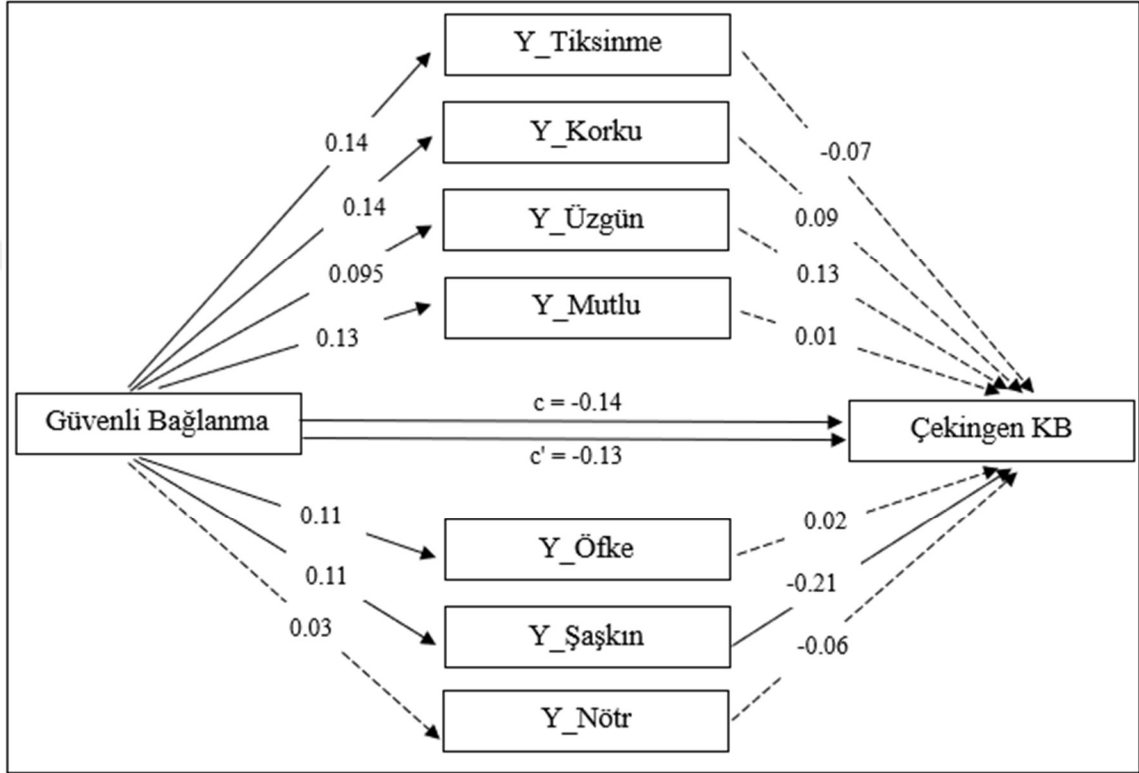 Y_Tiksinme
0.14
-0.07
Y_Korku
0.14
0.09
Y_Üzgün
0.095
0.13
Y_Mutlu
0.13
0.01
Güvenli Bağlanma
c = -0.14
c' = -0.13
Çekingen KB
0.11
Y_Öfke
0.02
0.11
Y_Şaşkın
-0.21
0.03
Y_Nötr
-0.06